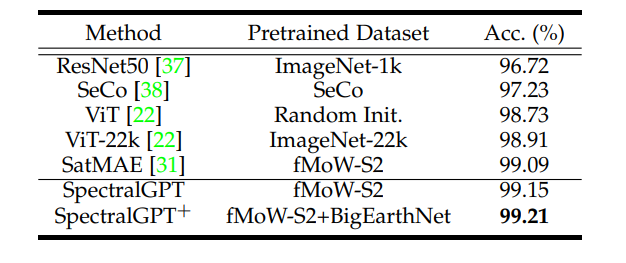 Method Pretrained Dataset Acc. (%)
ResNet50 [37] ImageNet-1k 96.72
SeCo [38] SeCo 97.23
ViT [22] Random Init. 98.73
ViT-22k [22] ImageNet-22k 98.91
SatMAE [31] fMoW-S2 99.09
SpectralGPT fMoW-S2 99.15
SpectralGPT+ fMoW-S2+BigEarthNet 99.21